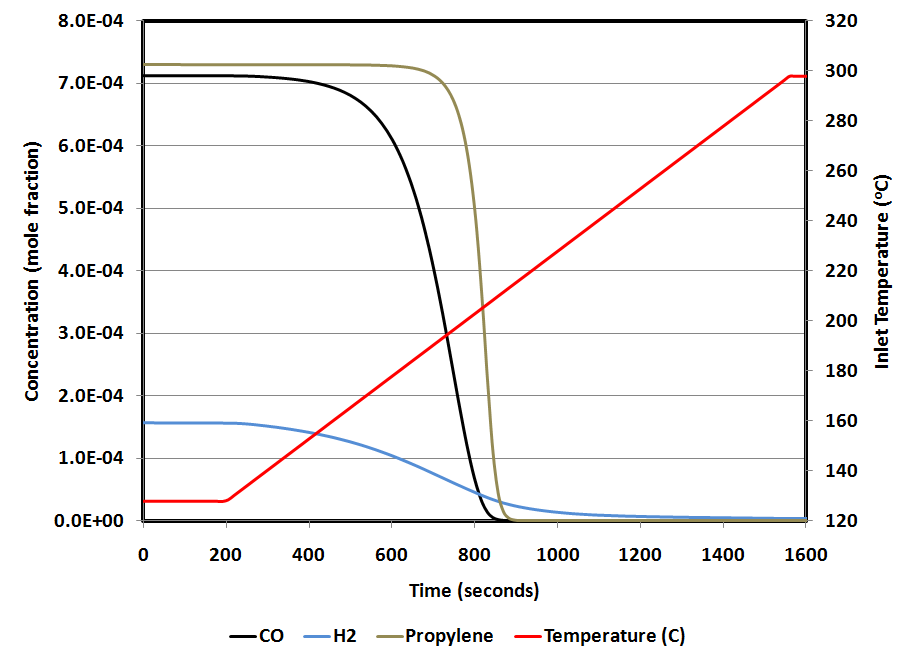 8.0E-04
7.0E-04
6.0E-04
5.0E-04
4.0E-04
3.0E-04
2.0E-04
1.0E-04
0.0E+00
Concentration (mole fraction)
320
300
280
260
240
220
200
180
160
140
120
Inlet Temperature (°C)
0 200 400 600 800 1000 1200 1400 1600
Time (seconds)
CO H2 Propylene Temperature (C)